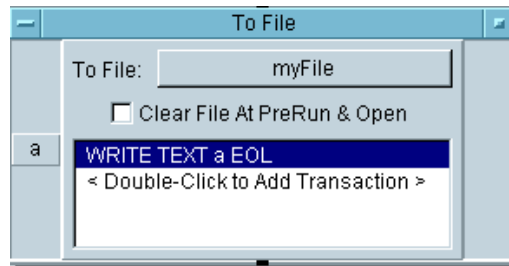 To File
To File: myFile
Clear File At PreRun & Open
a
WRITE TEXT a EOL
< Double-Click to Add Transaction >